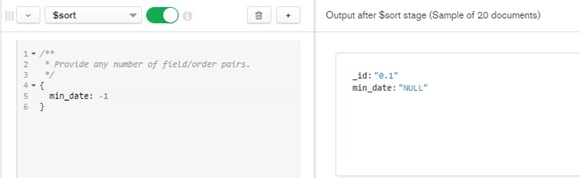 $sort
Output after $sort stage (Sample of 20 documents)
1 /**
2 * Provide any number of field/order pairs.
3 */
4 {
5 min_date: -1
6 }
_id: "0.1"
min_date: "NULL"